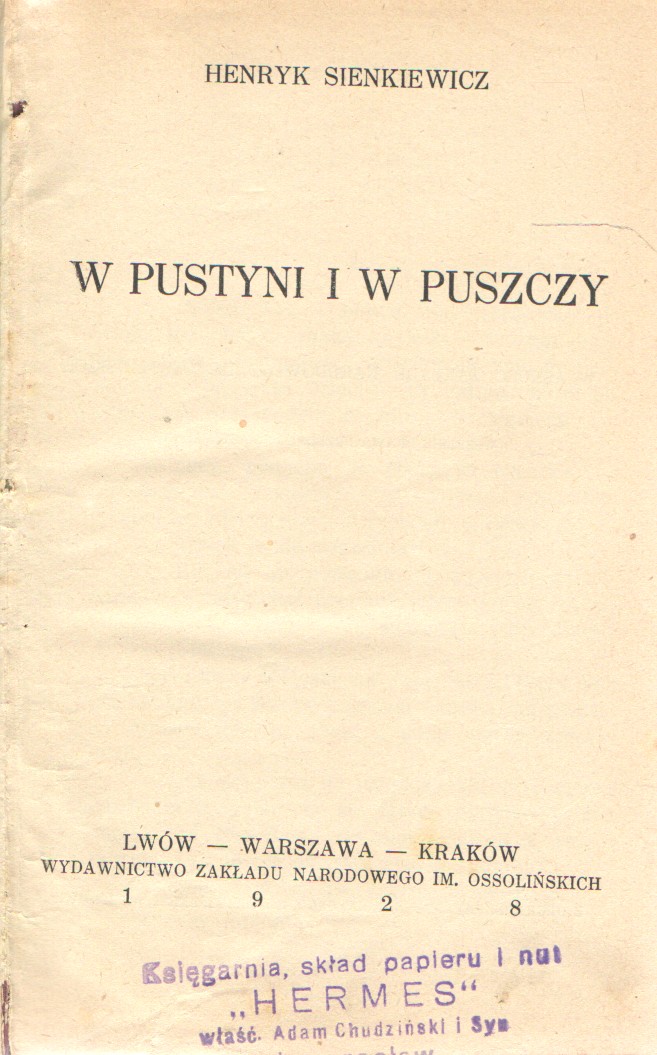 HENRYK SIENKIEWICZ
W PUSTYNI I W PUSZCZY
LWÓW — WARSZAWA — KRAKÓW
WYDAWNICTWO ZAKŁADU NARODOWEGO IM. OSSOLIŃSKICH
1 9 2 8
Księgarnia, skład papieru i nut
„HERMES“
właść. Adam Chudziński i Syn